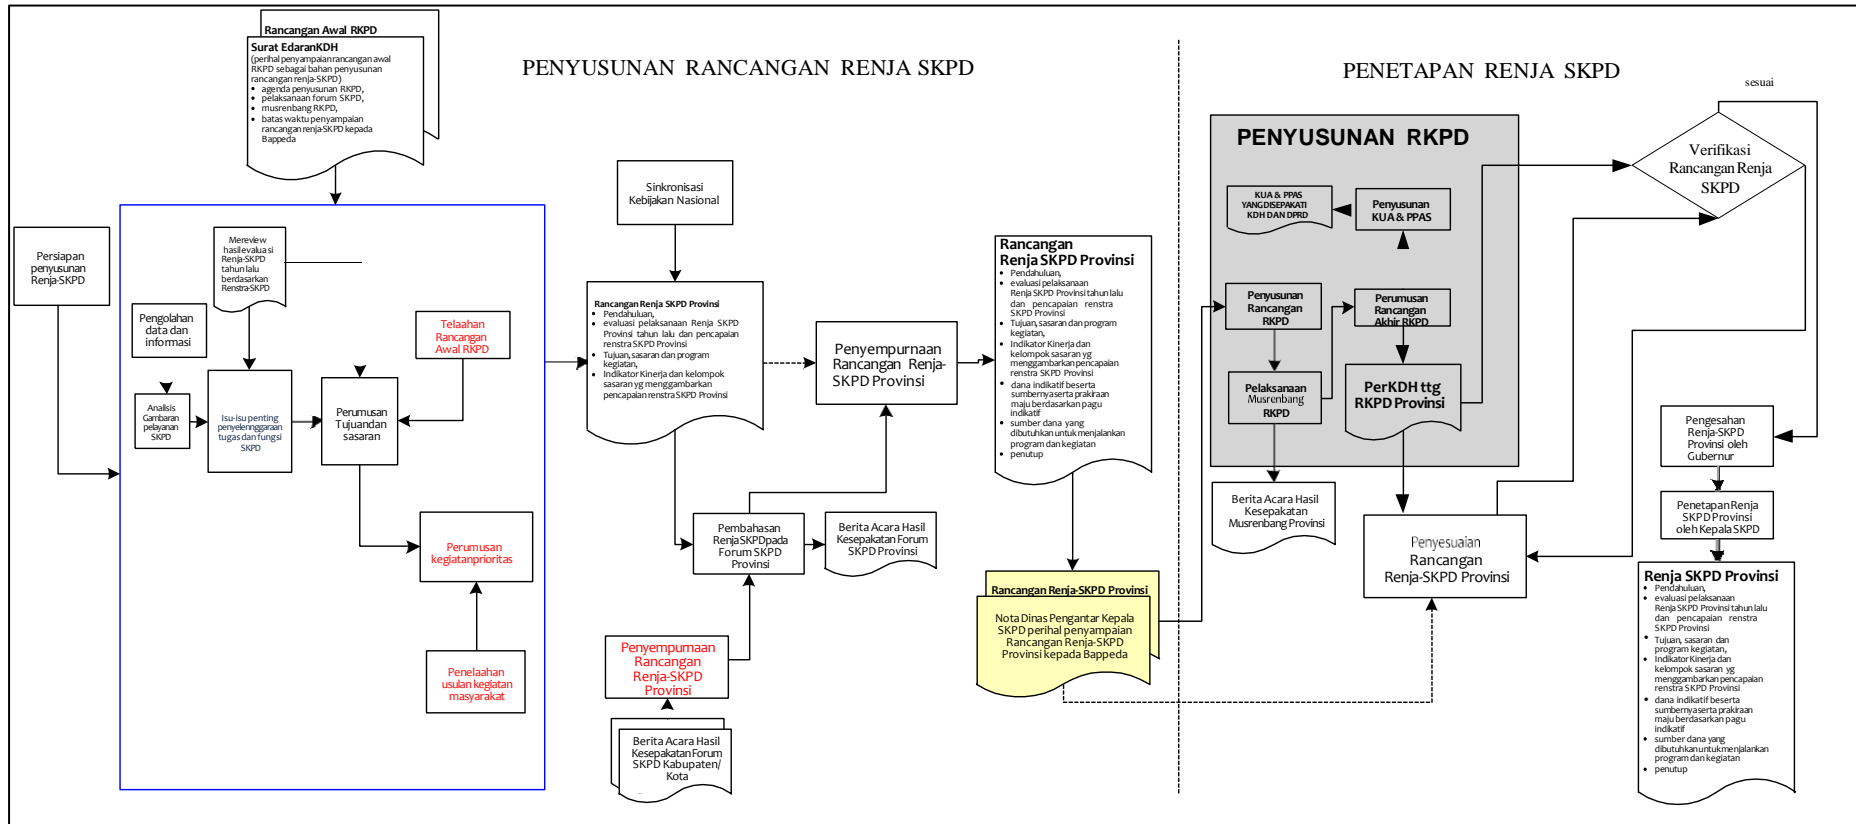 Rancangan Awal RKPD
Surat EdaranKDH
(perihal penyampaian rancangan awal
RKPD sebagai bahan penyusunan
rancangan renja-SKPD)
• agenda penyusunan RKPD,
• pelaksanaan forum SKPD,
• musrenbang RKPD,
• batas waktu penyampaian
rancangan renja-SKPD kepada
Bappeda
PENYUSUNAN RANCANGAN RENJA SKPD
PENETAPAN RENJA SKPD
sesuai
Persiapan
penyusunan
Renja-SKPD
Mereview
hasil evaluasi
Renja-SKPD
tahun lalu
berdasarkan
Renstra-SKPD
Pengolahan
data dan
informasi
Telaahan
Rancangan
Awal RKPD
Analisis
Gambaran
pelayanan
SKPD
Isu-isu penting
penyelenggaraan
tugas dan fungsi
SKPD
Perumusan
Tujuandan
sasaran
Perumusan
kegiatanprioritas
Penelaahan
usulan kegiatan
masyarakat
Sinkronisasi
Kebijakan Nasional
Rancangan Renja SKPD Provinsi
• Pendahuluan,
• evaluasi pelaksanaan Renja SKPD
Provinsi tahun lalu dan pencapaian
renstra SKPD Provinsi
• Tujuan, sasaran dan program
kegiatan,
• Indikator Kinerja dan kelompok
sasaran yg menggambarkan
pencapaian renstra SKPD Provinsi
Penyempurnaan
Rancangan Renja-
SKPD Provinsi
Pembahasan
Renja SKPDpada
Forum SKPD
Provinsi
Berita Acara Hasil
Kesepakatan Forum
SKPD Provinsi
Penyempurnaan
Rancangan
Renja-SKPD
Provinsi
Berita Acara Hasil
Kesepakatan Forum
SKPD Kabupaten/
Kota
Rancangan
Renja SKPD Provinsi
• Pendahuluan,
• evaluasi pelaksanaan
Renja SKPD Provinsi tahun lalu
dan pencapaian renstra
SKPD Provinsi
• Tujuan, sasaran dan program
kegiatan,
• Indikator Kinerja dan
kelompok sasaran yg
menggambarkan pencapaian
renstra SKPD Provinsi
• dana indikatif beserta
sumbernya serta prakiraan
maju berdasarkan pagu
indikatif
• sumber dana yang
dibutuhkan untuk menjalankan
program dan kegiatan
• penutup
Rancangan Renja-SKPD Provinsi
Nota Dinas Pengantar Kepala
SKPD perihal penyampaian
Rancangan Renja-SKPD
Provinsi kepada Bappeda
PENYUSUNAN RKPD
KUA & PPAS
YANG DISEPAKATI
KDH DAN DPRD
Penyusunan
KUA & PPAS
Penyusunan
Rancangan
RKPD
Perumusan
Rancangan
Akhir RKPD
Pelaksanaan
Musrenbang
RKPD
PerKDH ttg
RKPD Provinsi
Berita Acara Hasil
Kesepakatan
Musrenbang Provinsi
Penyesuaian
Rancangan
Renja-SKPD Provinsi
Verifikasi
Rancangan Renja
SKPD
Pengesahan
Renja-SKPD
Provinsi oleh
Gubernur
Penetapan Renja
SKPD Provinsi
oleh Kepala SKPD
Renja SKPD Provinsi
• Pendahuluan,
• evaluasi pelaksanaan
Renja SKPD Provinsi tahun lalu
dan pencapaian renstra
SKPD Provinsi
• Tujuan, sasaran dan
program kegiatan,
• Indikator Kinerja dan
kelompok sasaran yg
menggambarkan pencapaian
renstra SKPD Provinsi
• dana indikatif beserta
sumbernya serta prakiraan
maju berdasarkan pagu
indikatif
• sumber dana yang
dibutuhkan untuk menjalankan
program dan kegiatan
• penutup